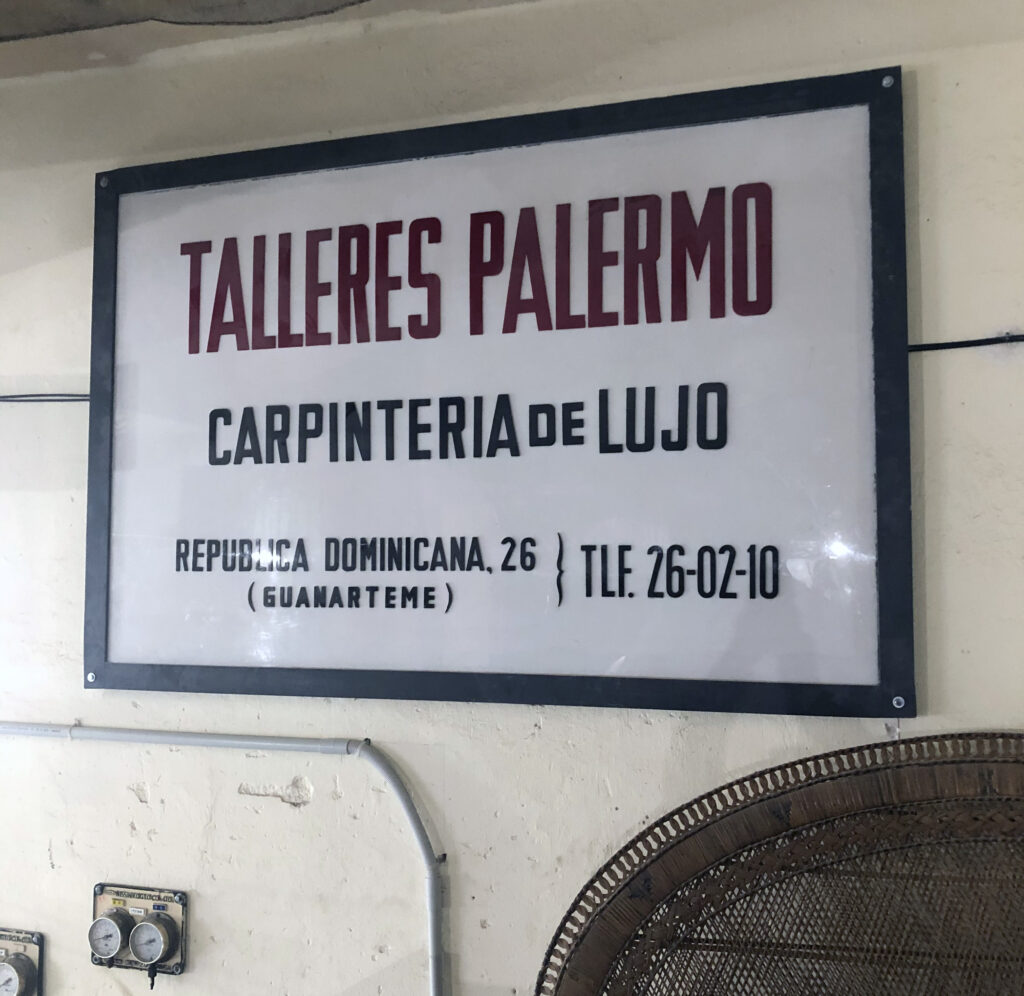 TALLERES PALERMO
CARPINTERIA DE LUJO
REPUBLICA DOMINICANA, 26
(GUANARTEME)
} TLF. 26-02-10